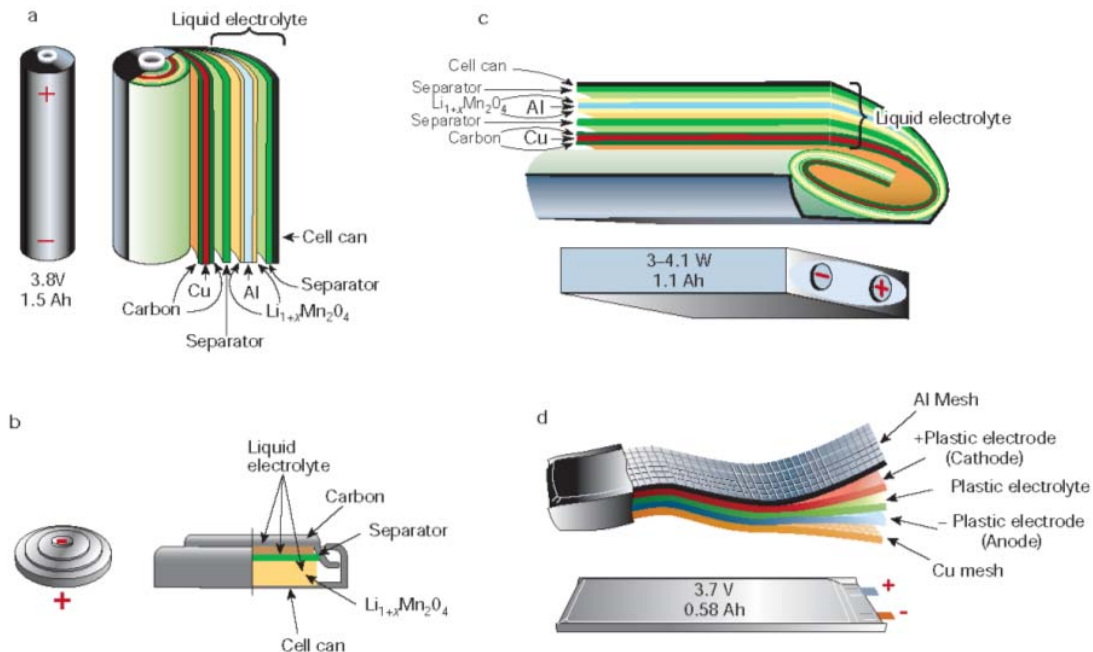 a
Liquid electrolyte
+
−
3.8V
1.5 Ah
Cell can
Separator
Cu
Al
Carbon
Li1+xMn2O4
Separator
c
Cell can
Separator
Li1+xMn2O4
Al
Separator
Carbon
Cu
Liquid electrolyte
3–4.1 W
1.1 Ah
−
+
b
Liquid
electrolyte
Carbon
Separator
−
+
Li1+xMn2O4
Cell can
d
Al Mesh
+Plastic electrode
(Cathode)
Plastic electrolyte
– Plastic electrode
(Anode)
Cu mesh
3.7 V
0.58 Ah
+
-